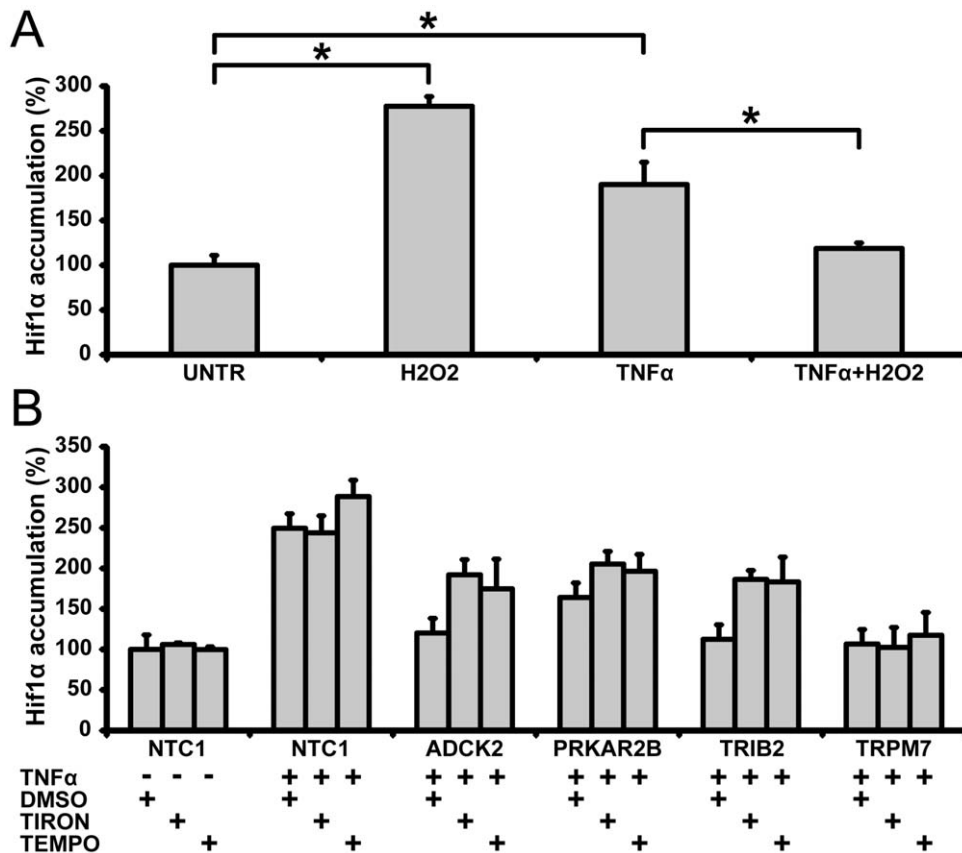 A
* 
*
*
Hif1α accumulation (%)
300
250
200
150
100
50
0
UNTR H2O2 TNFα TNFα+H2O2
B
Hif1α accumulation (%)
350
300
250
200
150
100
50
0
NTC1 NTC1 ADCK2 PRKAR2B TRIB2 TRPM7
TNFα - - - + + + + + + + + + + + + + + +
DMSO + + + + + +
TIRON + + + + + +
TEMPO + + + + + +